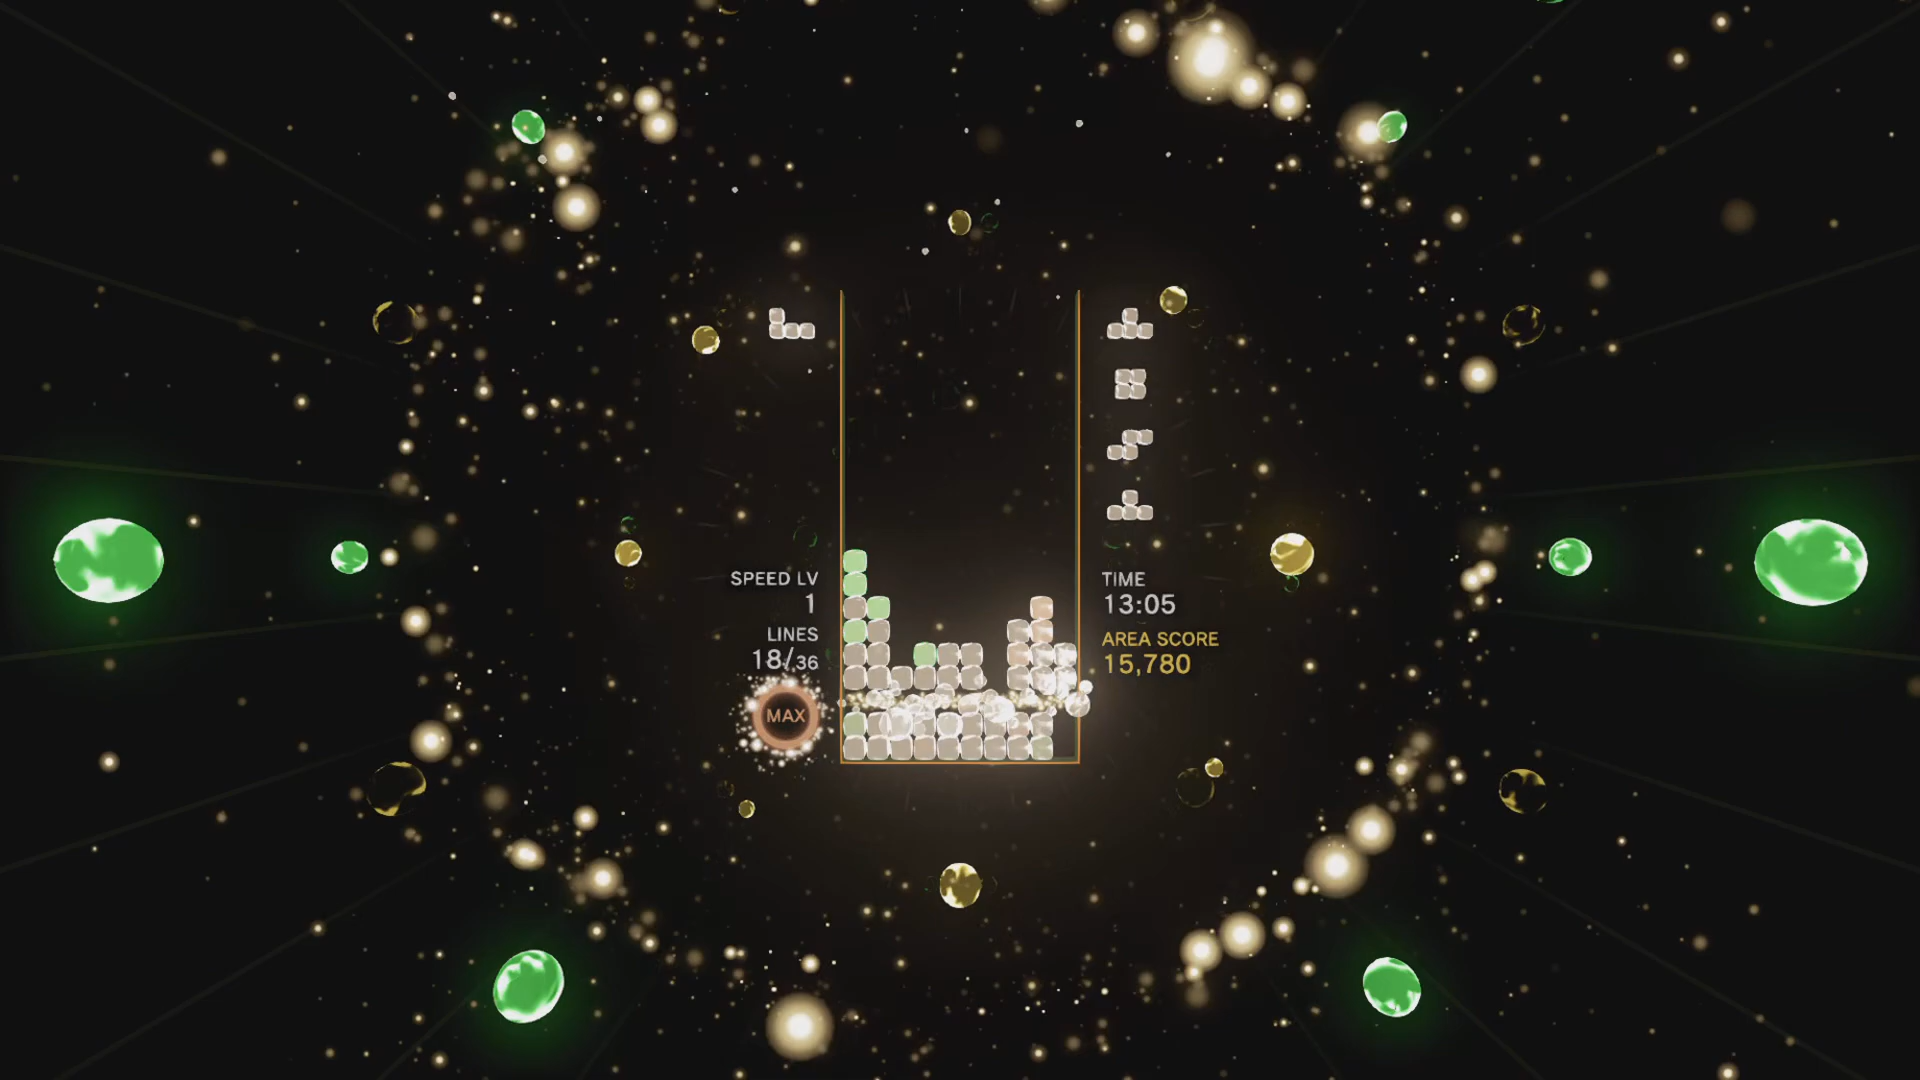 SPEED LV
1
LINES
18/36
MAX
TIME
13:05
AREA SCORE
15,780